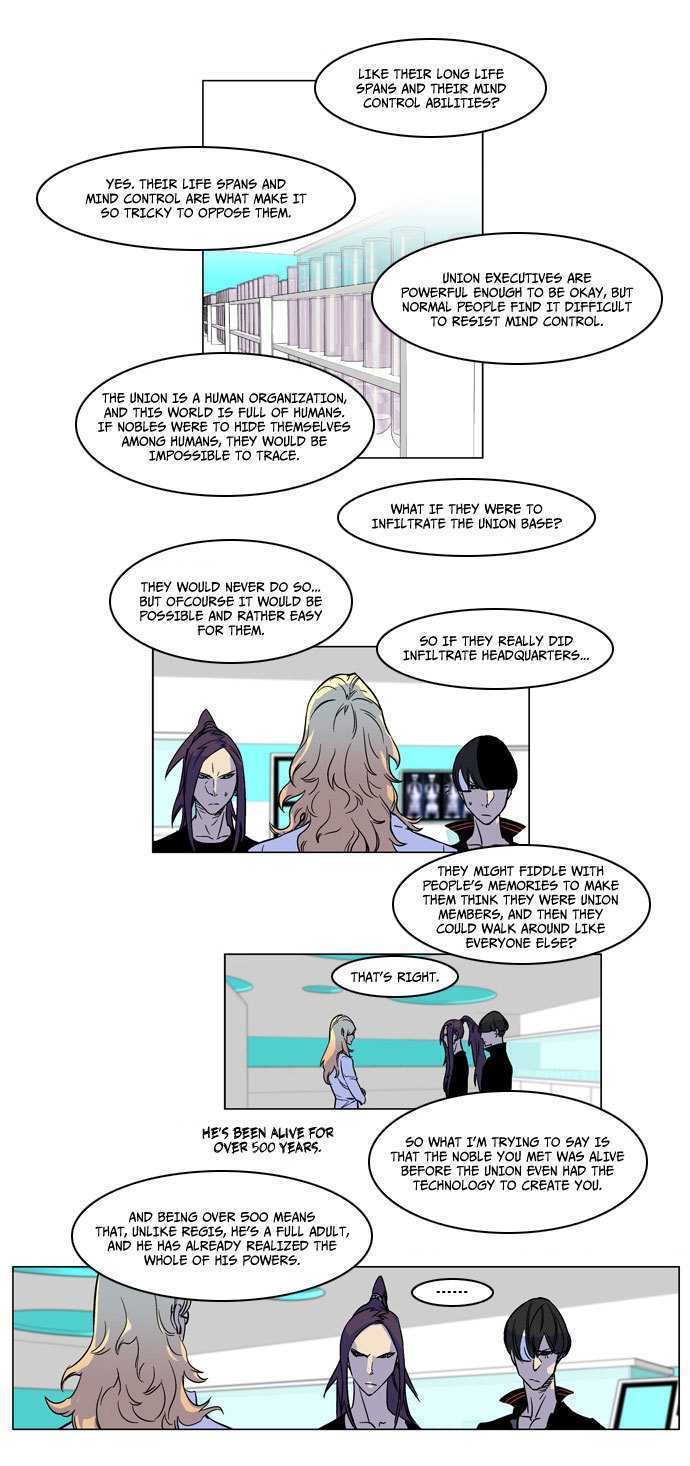 LIKE THEIR LONG LIFE
SPANS AND THEIR MIND
CONTROL ABILITIES?
YES. THEIR LIFE SPANS AND
MIND CONTROL ARE WHAT MAKE IT
SO TRICKY TO OPPOSE THEM.
UNION EXECUTIVES ARE
POWERFUL ENOUGH TO BE OKAY, BUT
NORMAL PEOPLE FIND IT DIFFICULT
TO RESIST MIND CONTROL.
THE UNION IS A HUMAN ORGANIZATION,
AND THIS WORLD IS FULL OF HUMANS.
IF NOBLES WERE TO HIDE THEMSELVES
AMONG HUMANS, THEY WOULD BE
IMPOSSIBLE TO TRACE.
WHAT IF THEY WERE TO
INFILTRATE THE UNION BASE?
THEY WOULD NEVER DO SO...
BUT OFCOURSE IT WOULD BE
POSSIBLE AND RATHER EASY
FOR THEM.
SO IF THEY REALLY DID
INFILTRATE HEADQUARTERS...
THEY MIGHT FIDDLE WITH
PEOPLE'S MEMORIES TO MAKE
THEM THINK THEY WERE UNION
MEMBERS, AND THEN THEY
COULD WALK AROUND LIKE
EVERYONE ELSE?
THAT'S RIGHT.
HE'S BEEN ALIVE FOR
OVER 500 YEARS.
SO WHAT I'M TRYING TO SAY IS
THAT THE NOBLE YOU MET WAS ALIVE
BEFORE THE UNION EVEN HAD THE
TECHNOLOGY TO CREATE YOU.
AND BEING OVER 500 MEANS
THAT, UNLIKE REGIS, HE'S A FULL ADULT,
AND HE HAS ALREADY REALIZED THE
WHOLE OF HIS POWERS.
------